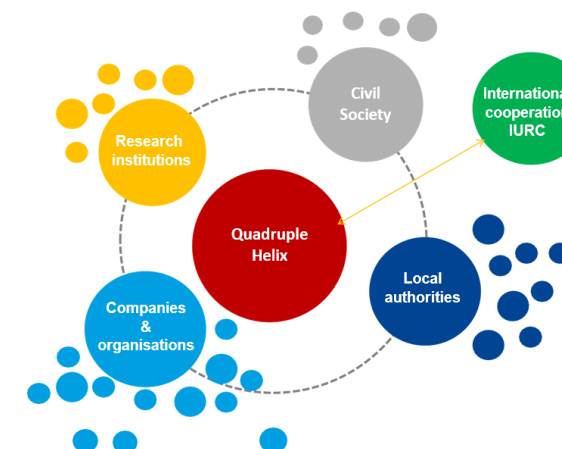 Civil
Society
Internationa
cooperation
IURC
Research
institutions
Quadruple
Helix
Local
authorities
Companies
&
organisations